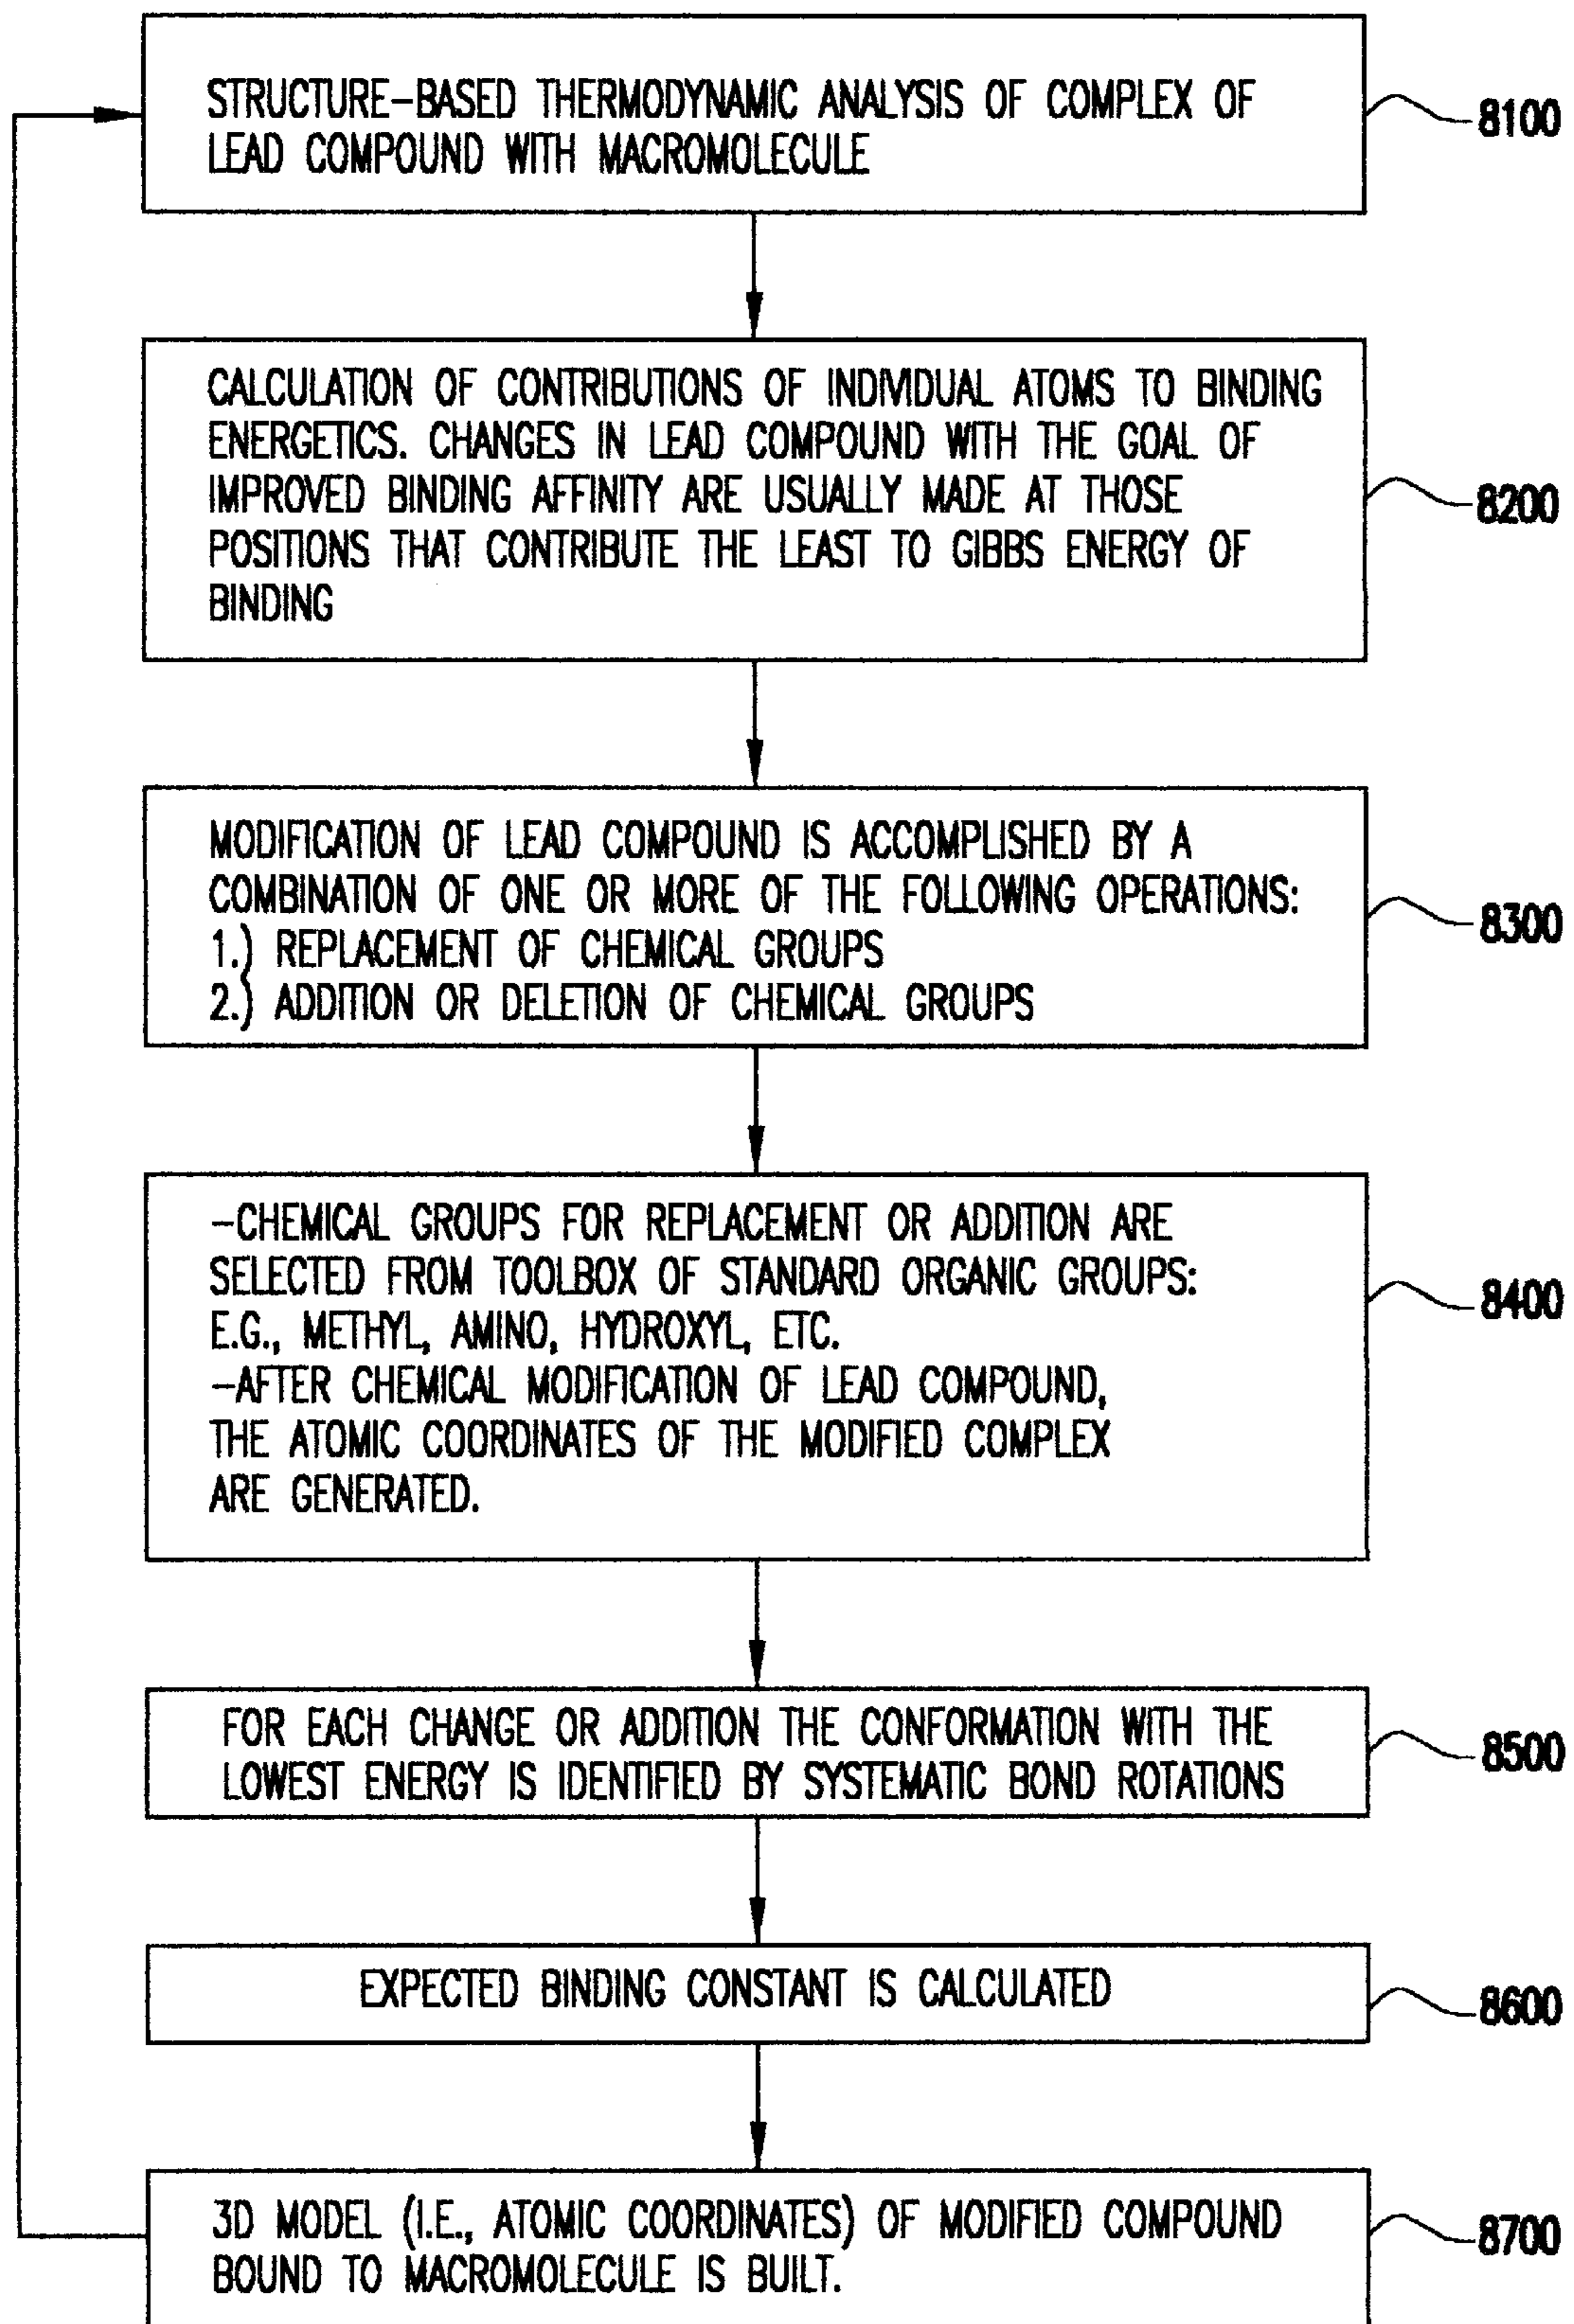 STRUCTURE-BASED THERMODYNAMIC ANALYSIS OF COMPLEX OF
LEAD COMPOUND WITH MACROMOLECULE
8100
CALCULATION OF CONTRIBUTIONS OF INDIVIDUAL ATOMS TO BINDING
ENERGETICS. CHANGES IN LEAD COMPOUND WITH THE GOAL OF
IMPROVED BINDING AFFINITY ARE USUALLY MADE AT THOSE
POSITIONS THAT CONTRIBUTE THE LEAST TO GIBBS ENERGY OF
BINDING
8200
MODIFICATION OF LEAD COMPOUND IS ACCOMPLISHED BY A
COMBINATION OF ONE OR MORE OF THE FOLLOWING OPERATIONS:
1.) REPLACEMENT OF CHEMICAL GROUPS
2.) ADDITION OR DELETION OF CHEMICAL GROUPS
8300
-CHEMICAL GROUPS FOR REPLACEMENT OR ADDITION ARE
SELECTED FROM TOOLBOX OF STANDARD ORGANIC GROUPS:
E.G., METHYL, AMINO, HYDROXYL, ETC.
-AFTER CHEMICAL MODIFICATION OF LEAD COMPOUND,
THE ATOMIC COORDINATES OF THE MODIFIED COMPLEX
ARE GENERATED.
8400
FOR EACH CHANGE OR ADDITION THE CONFORMATION WITH THE
LOWEST ENERGY IS IDENTIFIED BY SYSTEMATIC BOND ROTATIONS
8500
EXPECTED BINDING CONSTANT IS CALCULATED
8600
3D MODEL (I.E., ATOMIC COORDINATES) OF MODIFIED COMPOUND
BOUND TO MACROMOLECULE IS BUILT.
8700